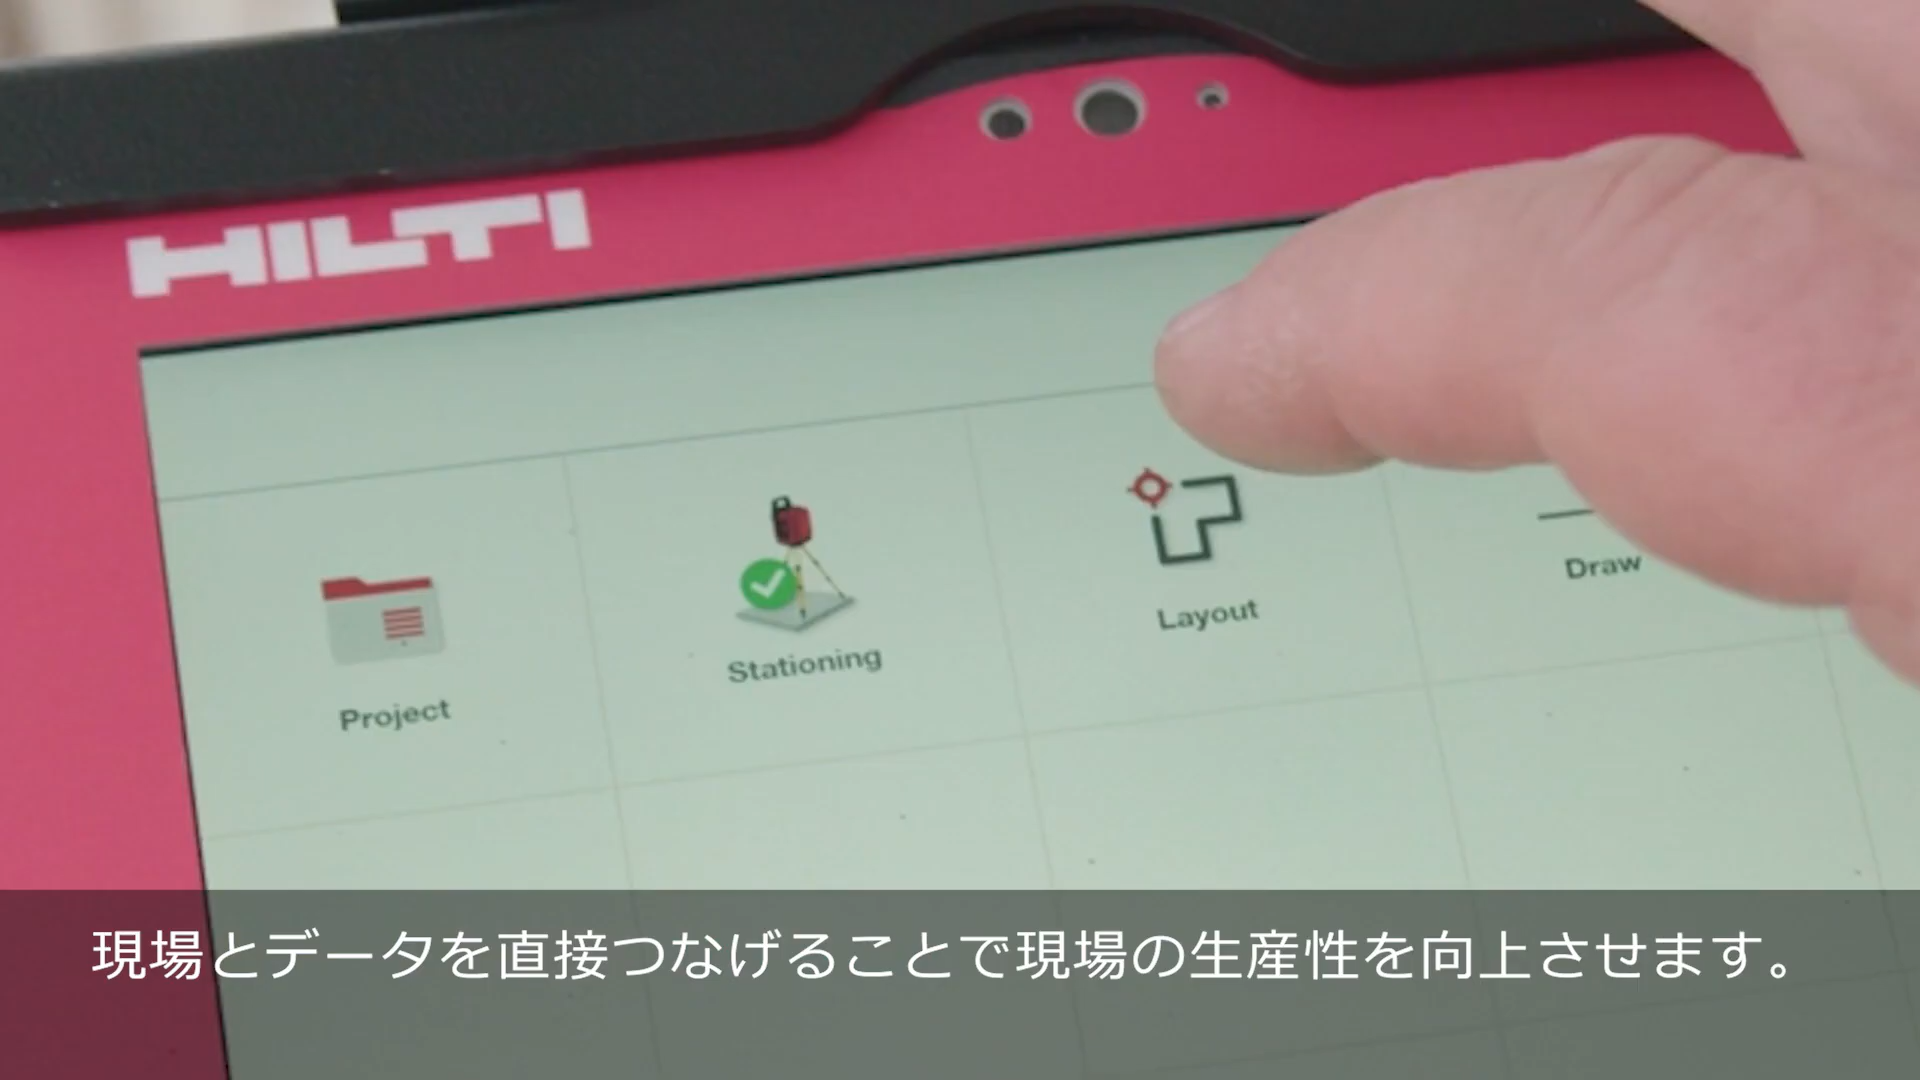 HILTI
Project
Stationing
Layout
Draw
現場とデータを直接つなげることで現場の生産性を向上させます。